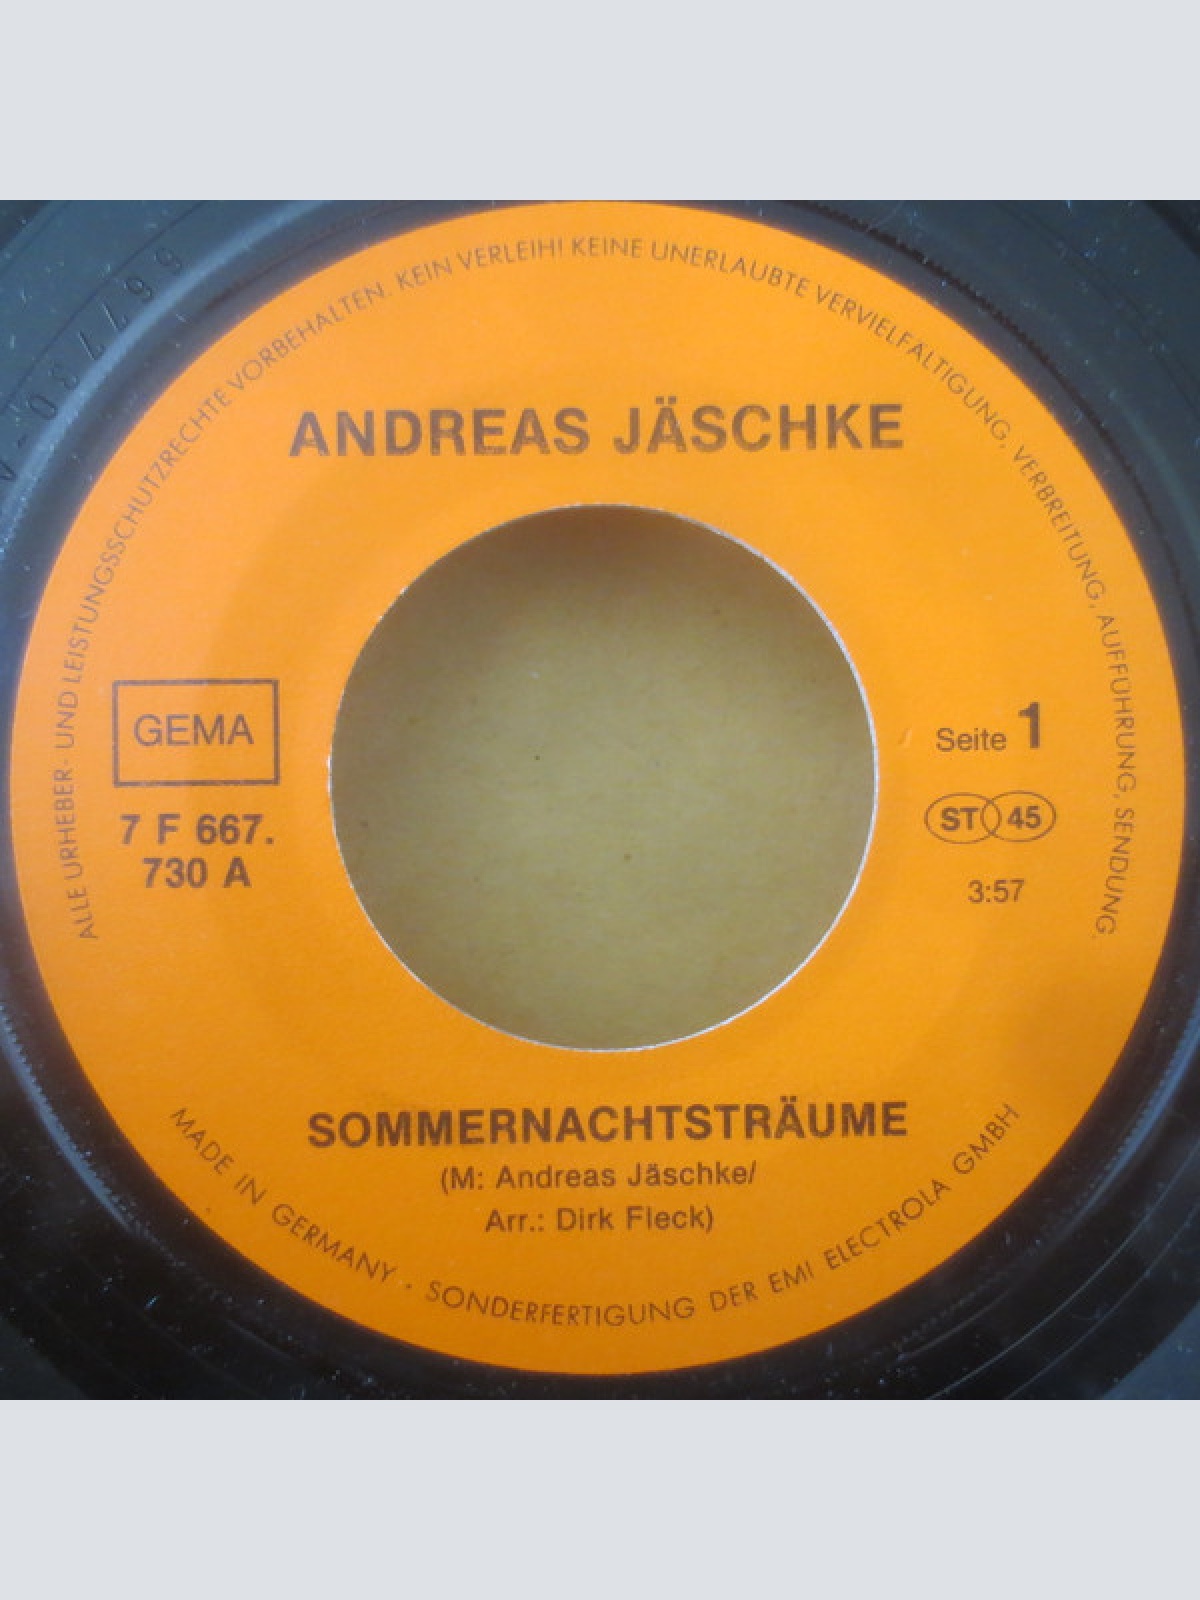 ALLE URHEBER- UND LEISTUNGSSCHUTZRECHTE VORBEHALTEN. KEIN VERLEIH! KEINE UNERLAUBTE VERVIELFALTIGUNG, VERBREITUNG, AUFFÜHRUNG, SENDUNG.
667730-A
ANDREAS JÄSCHKE
GEMA
7 F 667.
730 A
Seite 1
ST 45
3:57
SOMMERNACHTSTRÄUME
(M: Andreas Jäschke/
Arr.: Dirk Fleck)
MADE IN GERMANY · SONDERFERTIGUNG DER EMI ELECTROLA GMBH